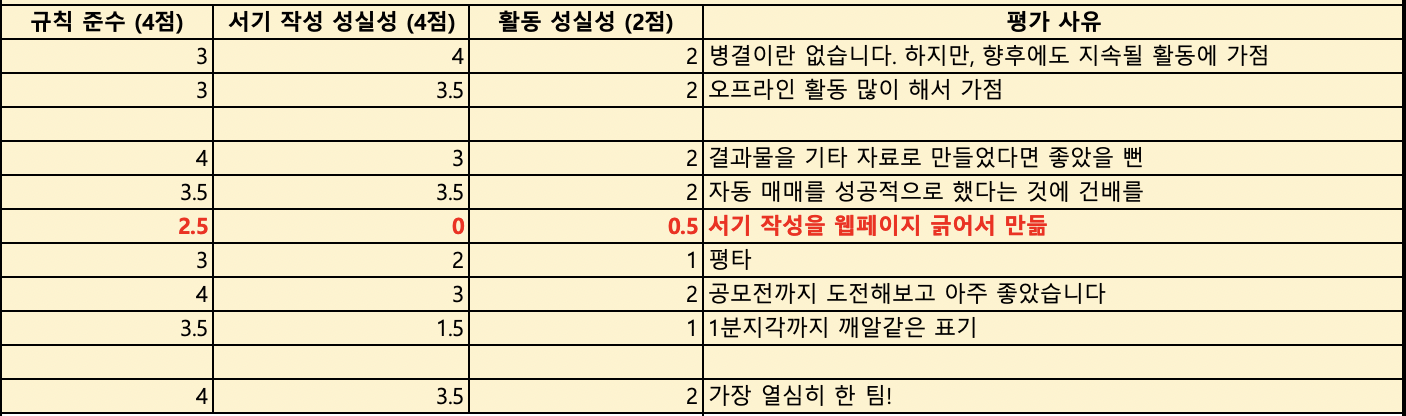 규칙 준수 (4점) 서기 작성 성실성 (4점) 활동 성실성 (2점) 평가 사유
3 4 2 병결이란 없습니다. 하지만, 향후에도 지속될 활동에 가점
3 3.5 2 오프라인 활동 많이 해서 가점
4 3 2 결과물을 기타 자료로 만들었다면 좋았을 뻔
3.5 3.5 2 자동 매매를 성공적으로 했다는 것에 건배를
2.5 0 0.5 서기 작성을 웹페이지 긁어서 만듦
3 2 1 평타
4 3 2 공모전까지 도전해보고 아주 좋았습니다
3.5 1.5 1 1분지각까지 깨알같은 표기
4 3.5 2 가장 열심히 한 팀!